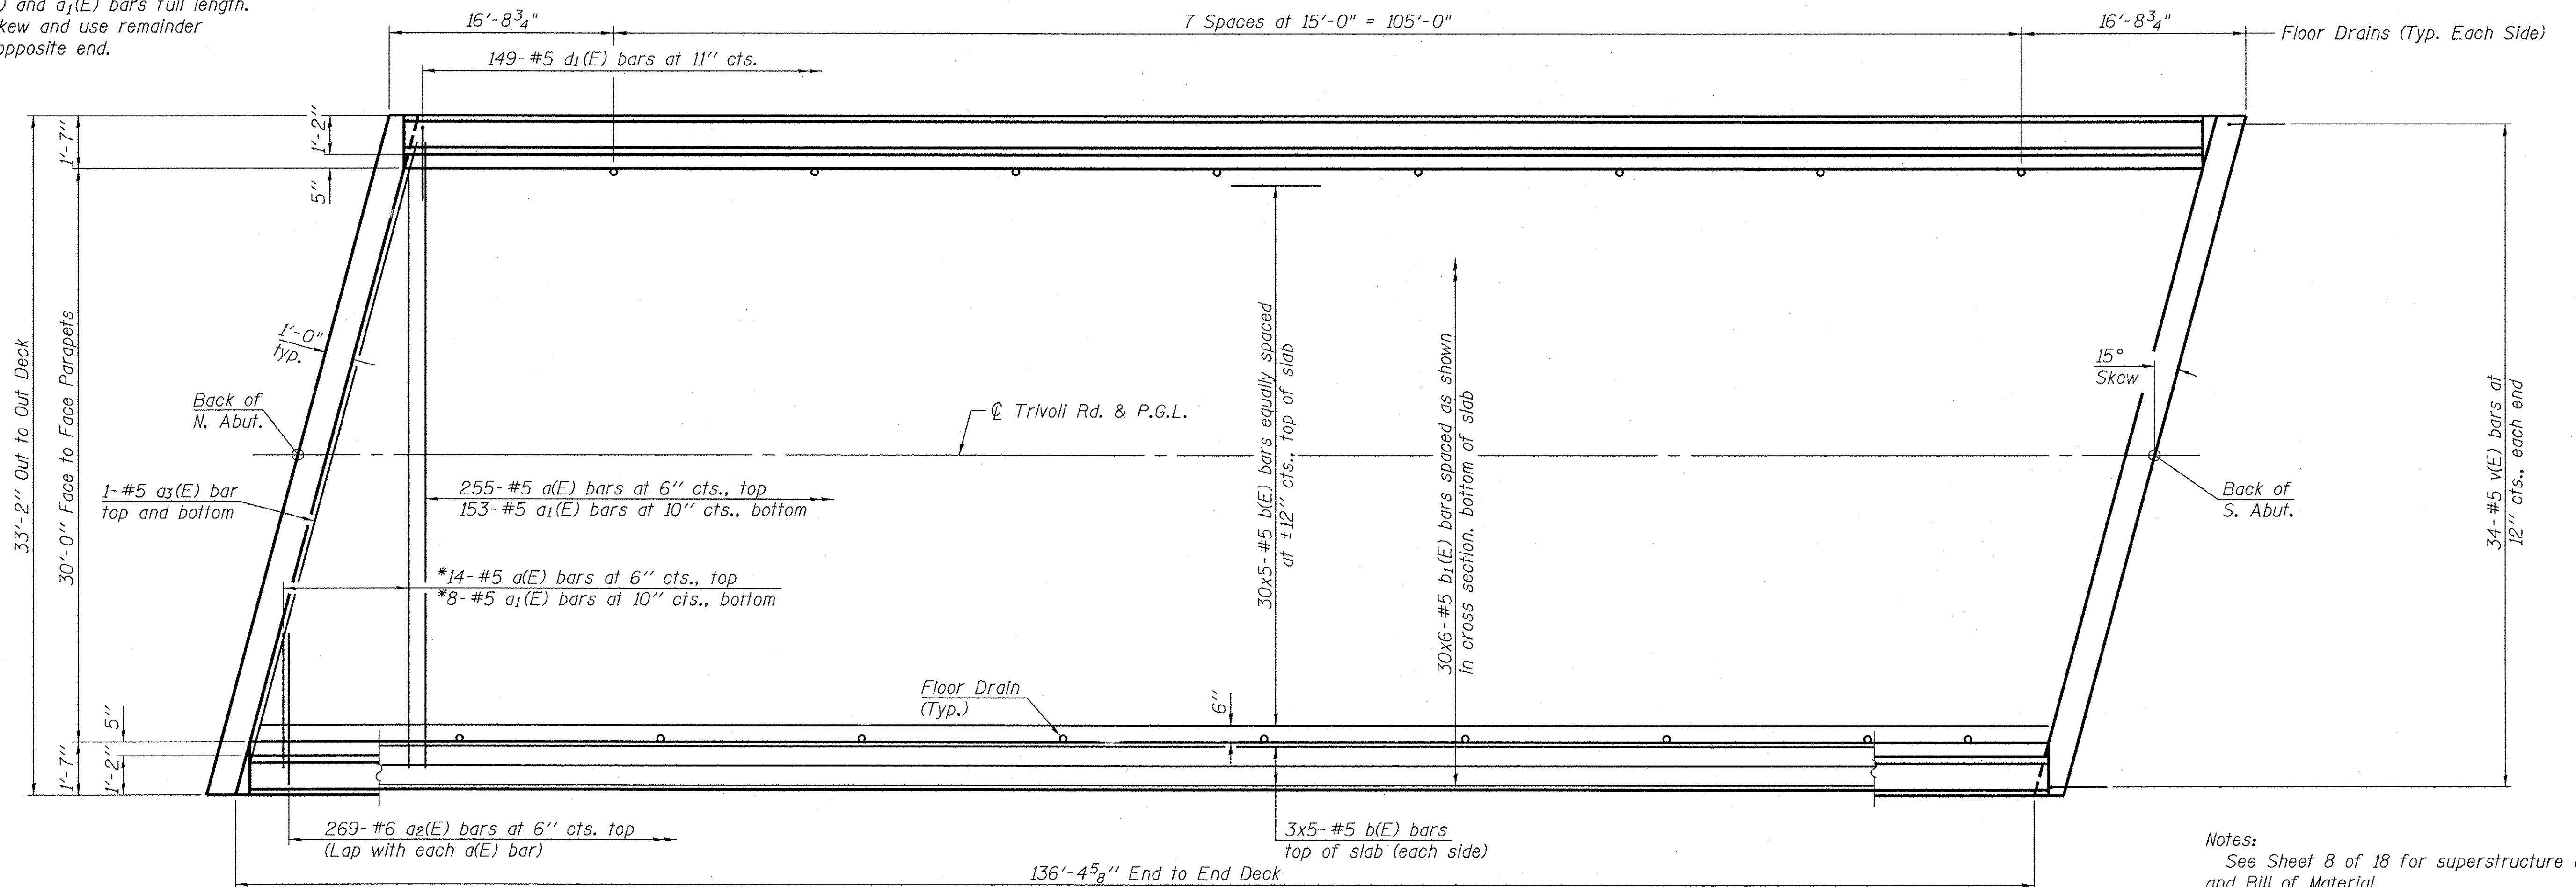 ) and a1(E) bars full length.
kew and use remainder
opposite end.
16'-8 3/4"
7 Spaces at 15'-0" = 105'-0"
16'-8 3/4"
Floor Drains (Typ. Each Side)
149-#5 d1(E) bars at 11" cts.
1'-7"
1'-2"
5"
33'-2" Out to Out Deck
30'-0" Face to Face Parapets
1'-0"
typ.
Back of
N. Abut.
℄ Trivoli Rd. & P.G.L.
30x5-#5 b(E) bars equally spaced
at ±12" cts., top of slab
30x6-#5 b1(E) bars spaced as shown
in cross section, bottom of slab
15°
Skew
34-#5 v(E) bars at
12" cts., each end
1-#5 a3(E) bar
top and bottom
255-#5 a(E) bars at 6" cts., top
153-#5 a1(E) bars at 10" cts., bottom
Back of
S. Abut.
*14-#5 a(E) bars at 6" cts., top
*8-#5 a1(E) bars at 10" cts., bottom
Floor Drain
(Typ.)
6"
5"
1'-7"
1'-2"
269-#6 a2(E) bars at 6" cts. top
(Lap with each a(E) bar)
3x5-#5 b(E) bars
top of slab (each side)
136'-4 5/8" End to End Deck
Notes:
See Sheet 8 of 18 for superstructure
and Bill of Material.